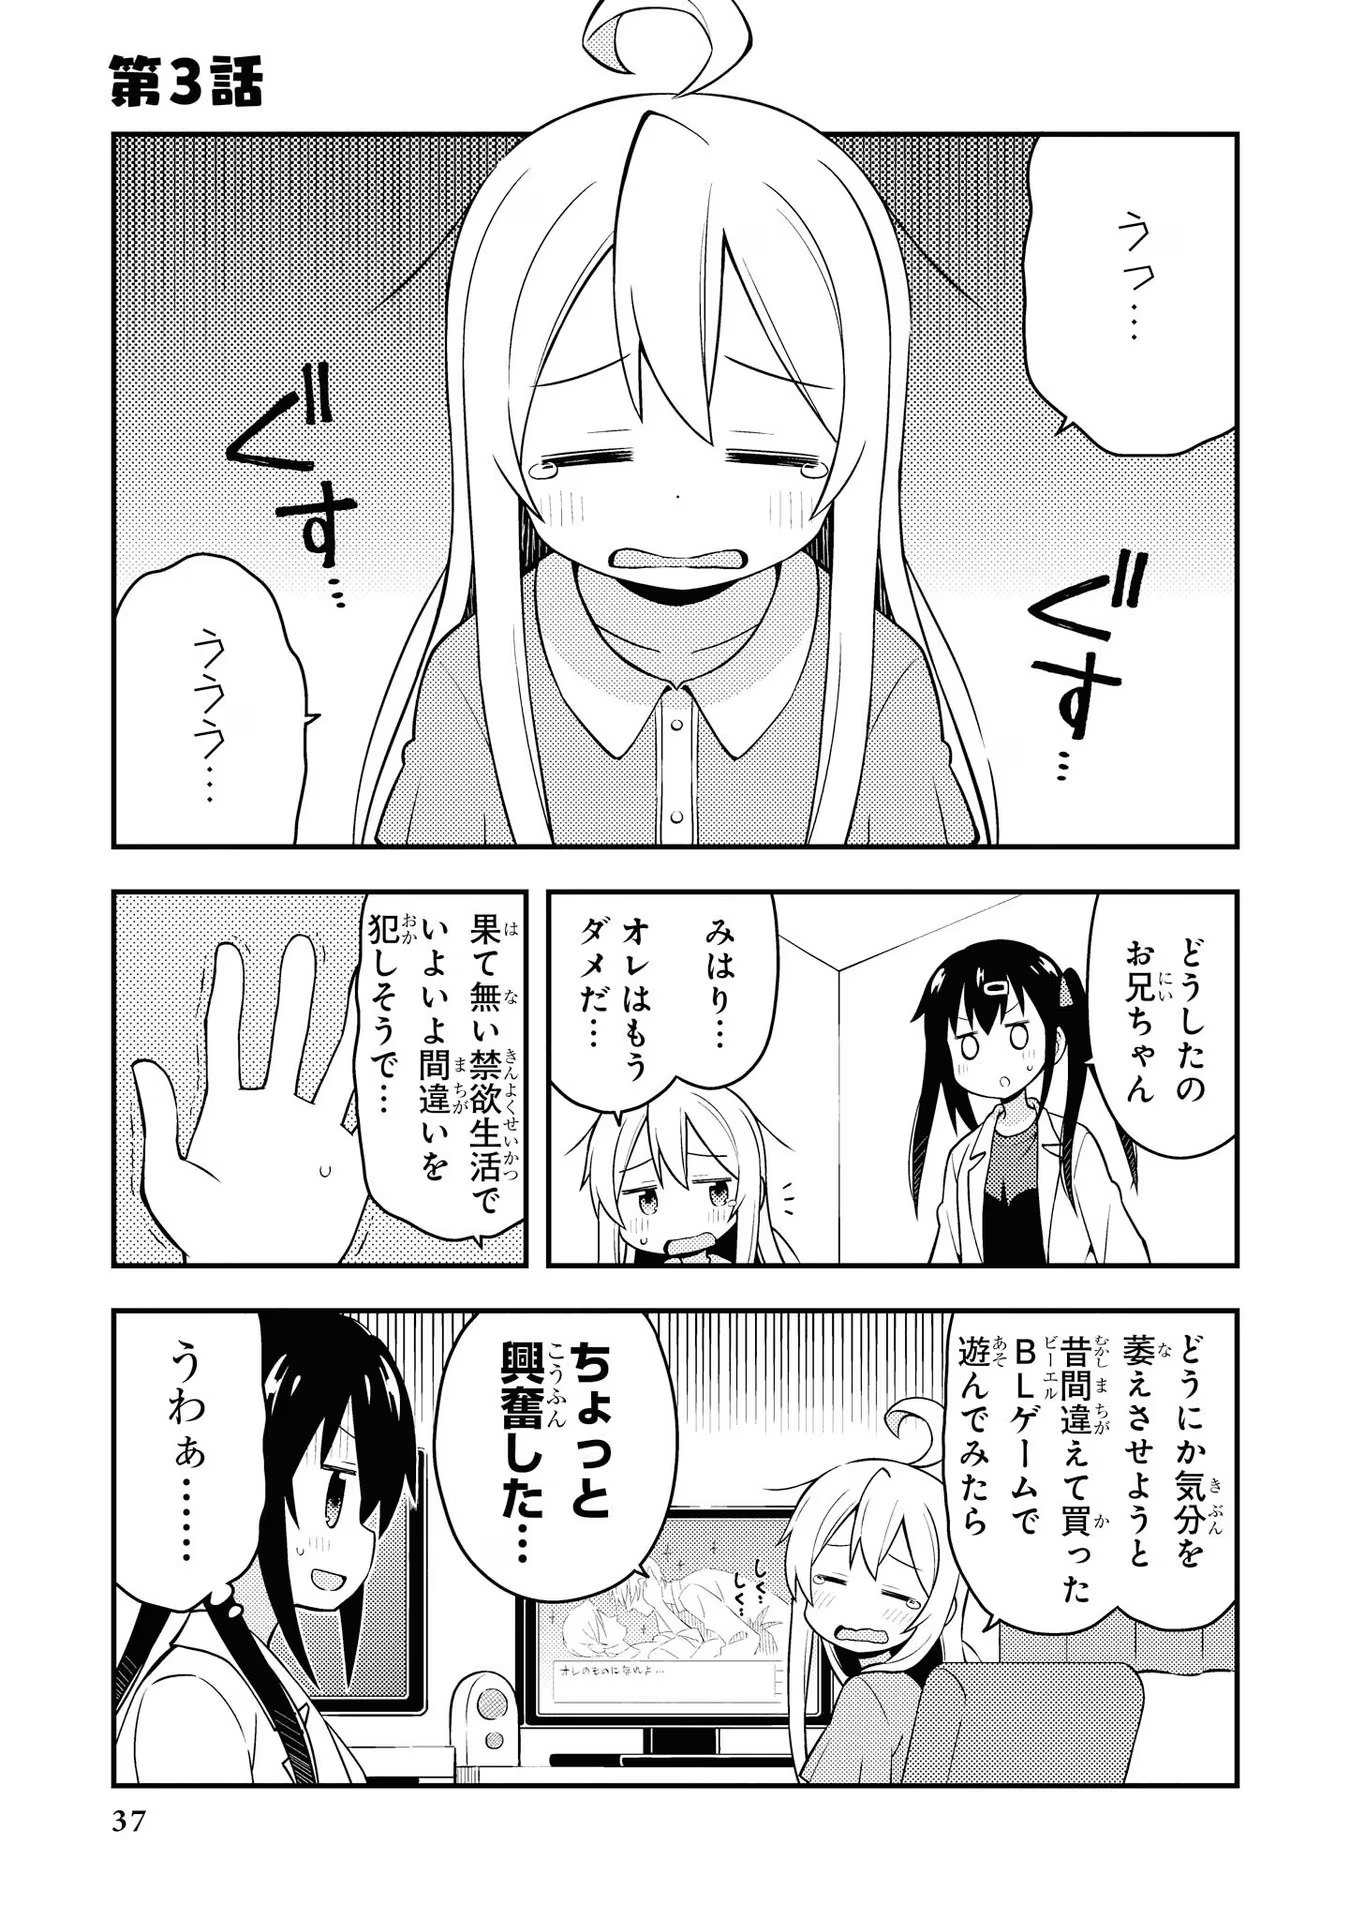 第3話
うっ…
ぐす…
ぐす…
ううう…
どうしたの
お兄ちゃん
みはり…
オレはもう
ダメだ…
果て無い禁欲生活で
いよいよ間違いを
犯しそうで…
どうにか気分を
萎えさせようと
昔間違えて買った
BLゲームで
遊んでみたら
しく…
しく…
オレのものになれよ…
ちょっと
興奮した…
うわぁ……
37